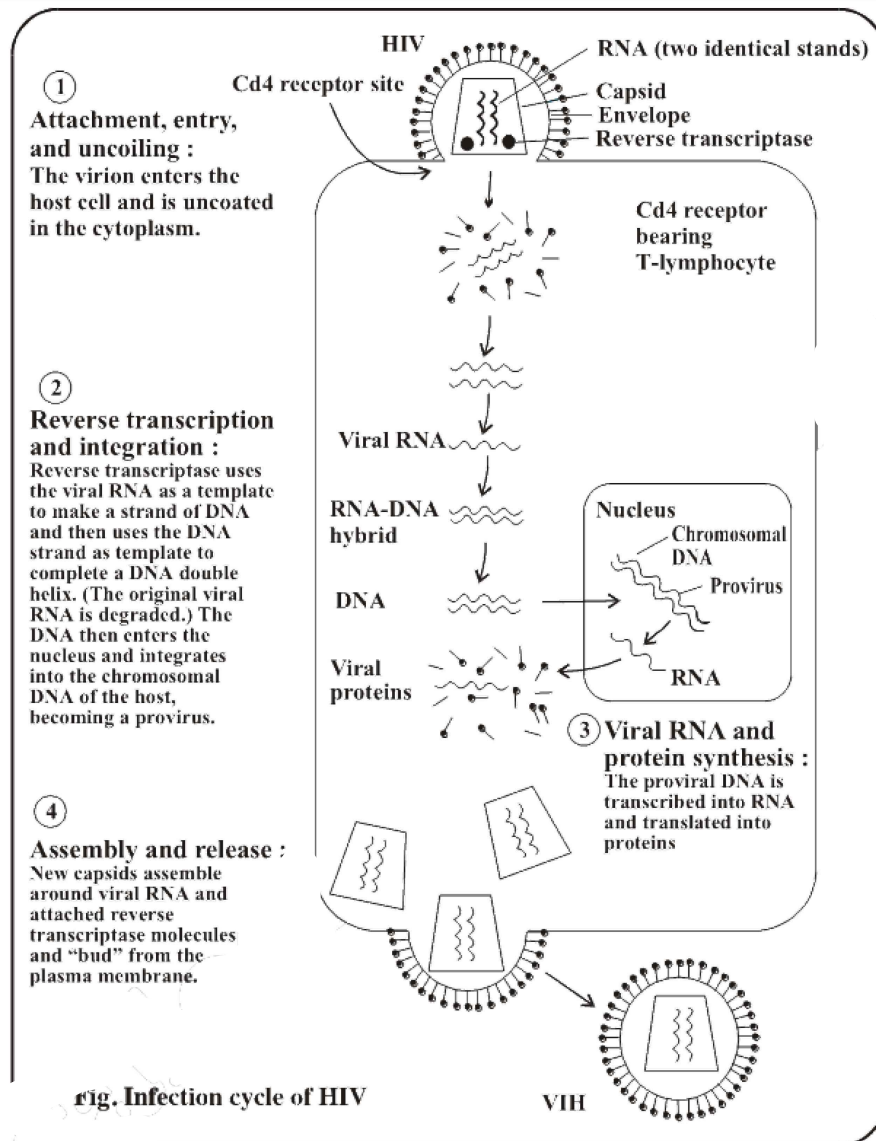 HIV
RNA (two identical stands)
Cd4 receptor site
Capsid
Envelope
Reverse transcriptase
1
Attachment, entry,
and uncoiling :
The virion enters the
host cell and is uncoated
in the cytoplasm.
Cd4 receptor
bearing
T-lymphocyte
2
Reverse transcription
and integration :
Reverse transcriptase uses
the viral RNA as a template
to make a strand of DNA
and then uses the DNA
strand as template to
complete a DNA double
helix. (The original viral
RNA is degraded.) The
DNA then enters the
nucleus and integrates
into the chromosomal
DNA of the host,
becoming a provirus.
Viral RNA
RNA-DNA
hybrid
DNA
Viral
proteins
Nucleus
Chromosomal
DNA
Provirus
RNA
3
Viral RNA and
protein synthesis :
The proviral DNA is
transcribed into RNA
and translated into
proteins
4
Assembly and release :
New capsids assemble
around viral RNA and
attached reverse
transcriptase molecules
and “bud” from the
plasma membrane.
Fig. Infection cycle of HIV
VIH